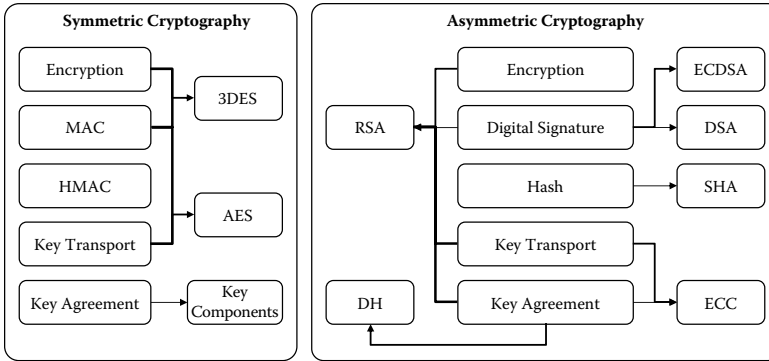 Symmetric Cryptography
Encryption
3DES
MAC
HMAC
AES
Key Transport
Key Agreement
Key
Components
Asymmetric Cryptography
Encryption
ECDSA
RSA
Digital Signature
DSA
Hash
SHA
Key Transport
DH
Key Agreement
ECC